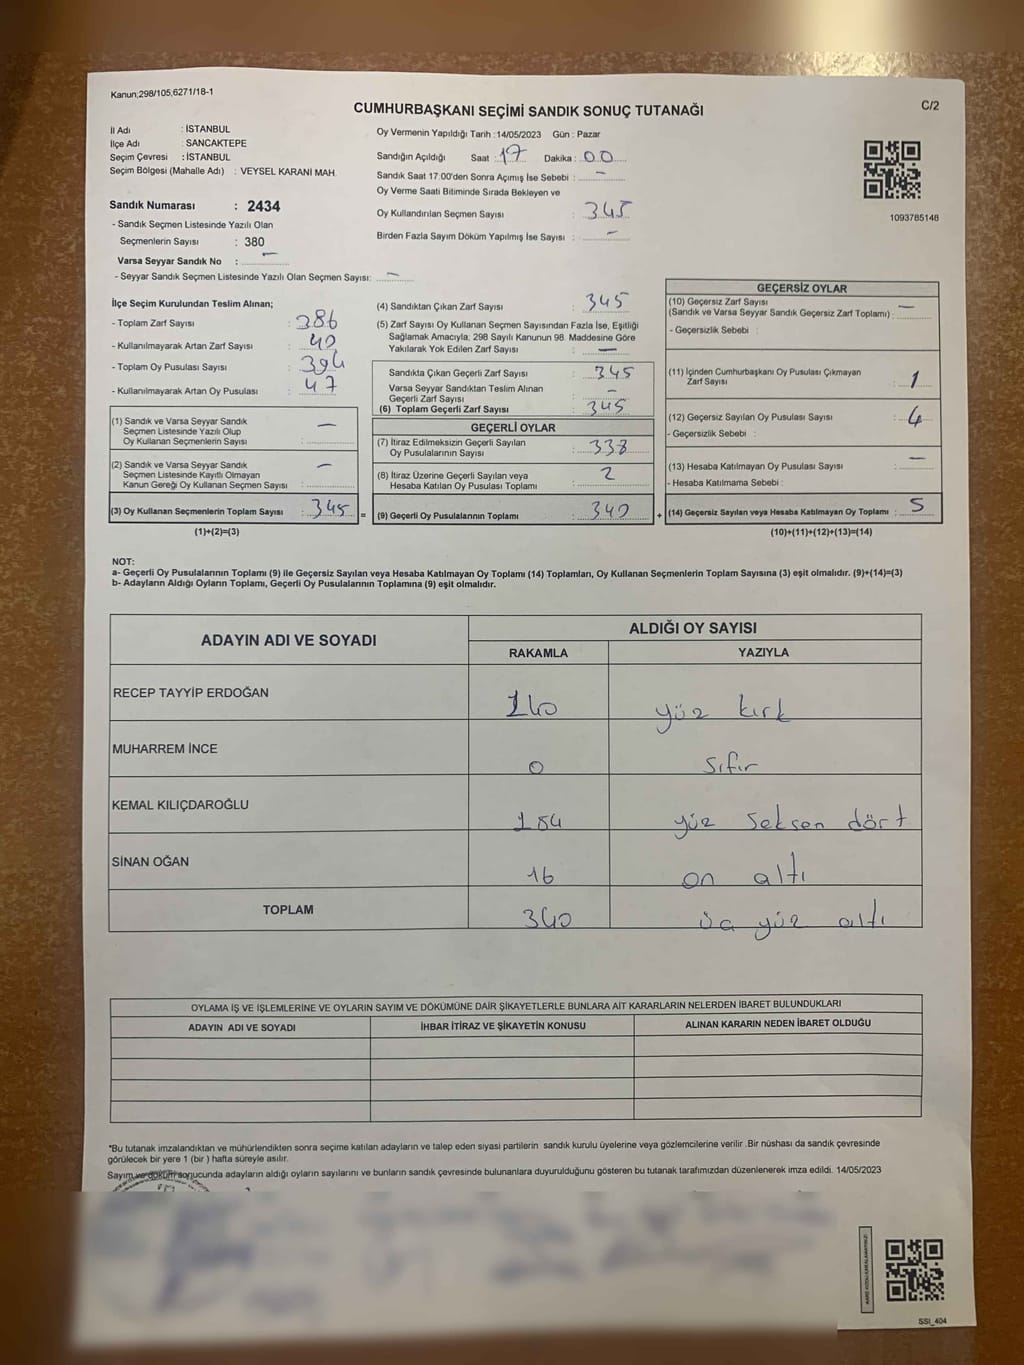 Kanun;298/105,6271/18-1
CUMHURBAŞKANI SEÇİMİ SANDIK SONUÇ TUTANAĞI
C/2
İl Adı : İSTANBUL
İlçe Adı : SANCAKTEPE
Seçim Çevresi : İSTANBUL
Seçim Bölgesi (Mahalle Adı) : VEYSEL KARANİ MAH.
Sandık Numarası : 2434
- Sandık Seçmen Listesinde Yazılı Olan
Seçmenlerin Sayısı : 380
Varsa Seyyar Sandık No : -
- Seyyar Sandık Seçmen Listesinde Yazılı Olan Seçmen Sayısı: -
Oy Vermenin Yapıldığı Tarih :14/05/2023 Gün : Pazar
Sandığın Açıldığı Saat : 17 Dakika : 00
Sandık Saat 17.00'den Sonra Açımış İse Sebebi : -
Oy Verme Saati Bitiminde Sırada Bekleyen ve
Oy Kullandırılan Seçmen Sayısı : 345
Birden Fazla Sayım Döküm Yapılmış İse Sayısı : -
1093785148
İlçe Seçim Kurulundan Teslim Alınan;
- Toplam Zarf Sayısı : 386
- Kullanılmayarak Artan Zarf Sayısı : 40
- Toplam Oy Pusulası Sayısı : 394
- Kullanılmayarak Artan Oy Pusulası : 47
(1) Sandık ve Varsa Seyyar Sandık
Seçmen Listesinde Yazılı Olup
Oy Kullanan Seçmenlerin Sayısı : -
(2) Sandık ve Varsa Seyyar Sandık
Seçmen Listesinde Kayıtlı Olmayan
Kanun Gereği Oy Kullanan Seçmen Sayısı : -
(3) Oy Kullanan Seçmenlerin Toplam Sayısı : 345 =
(1)+(2)=(3)
(4) Sandıktan Çıkan Zarf Sayısı : 345
(5) Zarf Sayısı Oy Kullanan Seçmen Sayısından Fazla İse, Eşitliği
Sağlamak Amacıyla; 298 Sayılı Kanunun 98. Maddesine Göre
Yakılarak Yok Edilen Zarf Sayısı : -
Sandıkta Çıkan Geçerli Zarf Sayısı : 345
Varsa Seyyar Sandıktan Teslim Alınan
Geçerli Zarf Sayısı : -
(6) Toplam Geçerli Zarf Sayısı : 345
GEÇERLİ OYLAR
(7) İtiraz Edilmeksizin Geçerli Sayılan
Oy Pusulalarının Sayısı : 338
(8) İtiraz Üzerine Geçerli Sayılan veya
Hesaba Katılan Oy Pusulası Toplamı : 2
(9) Geçerli Oy Pusulalarının Toplamı : 340 +
GEÇERSİZ OYLAR
(10) Geçersiz Zarf Sayısı
(Sandık ve Varsa Seyyar Sandık Geçersiz Zarf Toplamı) : -
- Geçersizlik Sebebi :
(11) İçinden Cumhurbaşkanı Oy Pusulası Çıkmayan
Zarf Sayısı : 1
(12) Geçersiz Sayılan Oy Pusulası Sayısı : 4
- Geçersizlik Sebebi :
(13) Hesaba Katılmayan Oy Pusulası Sayısı : -
- Hesaba Katılmama Sebebi :
(14) Geçersiz Sayılan veya Hesaba Katılmayan Oy Toplamı : 5
(10)+(11)+(12)+(13)=(14)
NOT:
a- Geçerli Oy Pusulalarının Toplamı (9) ile Geçersiz Sayılan veya Hesaba Katılmayan Oy Toplamı (14) Toplamları, Oy Kullanan Seçmenlerin Toplam Sayısına (3) eşit olmalıdır. (9)+(14)=(3)
b- Adayların Aldığı Oyların Toplamı, Geçerli Oy Pusulalarının Toplamına (9) eşit olmalıdır.
ADAYIN ADI VE SOYADI
ALDIĞI OY SAYISI
RAKAMLA YAZIYLA
RECEP TAYYİP ERDOĞAN 140 yüz kırk
MUHARREM İNCE 0 sıfır
KEMAL KILIÇDAROĞLU 184 yüz seksen dört
SİNAN OĞAN 16 on altı
TOPLAM 340 yüz altı
OYLAMA İŞ VE İŞLEMLERİNE VE OYLARIN SAYIM VE DÖKÜMÜNE DAİR ŞİKAYETLERLE BUNLARA AİT KARARLARIN NELERDEN İBARET BULUNDUKLARI
ADAYIN ADI VE SOYADI İHBAR İTİRAZ VE ŞİKAYETİN KONUSU ALINAN KARARIN NEDEN İBARET OLDUĞU
*Bu tutanak imzalandıktan ve mühürlendikten sonra seçime katılan adayların ve talep eden siyasi partilerin sandık kurulu üyelerine veya gözlemcilerine verilir .Bir nüshası da sandık çevresinde
görülecek bir yere 1 (bir ) hafta süreyle asılır.
Sayım ve döküm sonucunda adayların aldığı oyların sayılarını ve bunların sandık çevresinde bulunanlara duyurulduğunu gösteren bu tutanak tarafımızdan düzenlenerek imza edildi. 14/05/2023
SSI_404